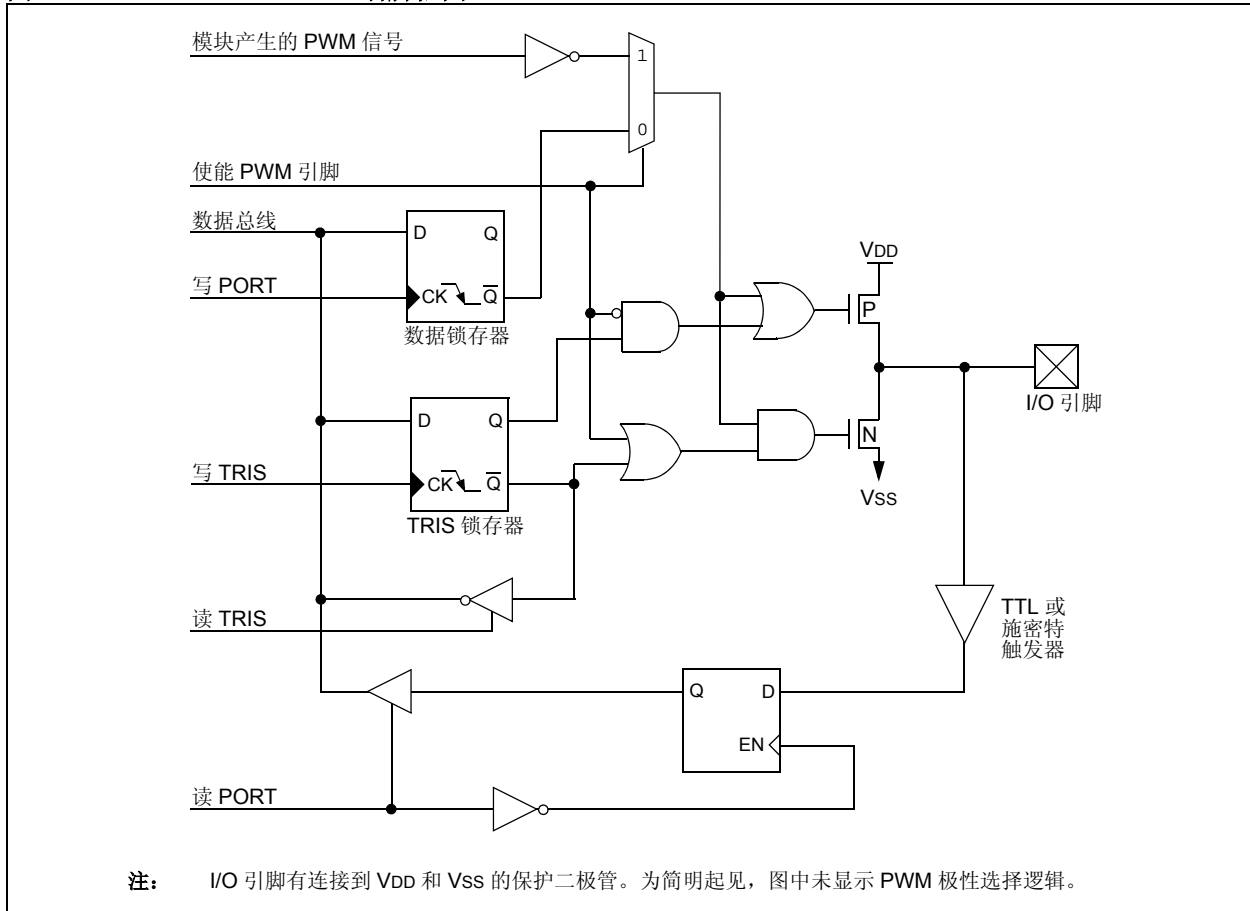 模块产生的 PWM 信号
1
0
使能 PWM 引脚
数据总线
D Q
VDD
写 PORT
CK Q
P
数据锁存器
I/O 引脚
D Q
N
写 TRIS
CK Q
VSS
TRIS 锁存器
读 TRIS
TTL 或
施密特
触发器
Q D
EN
读 PORT
注: I/O 引脚有连接到 VDD 和 VSS 的保护二极管。为简明起见,图中未显示 PWM 极性选择逻辑。